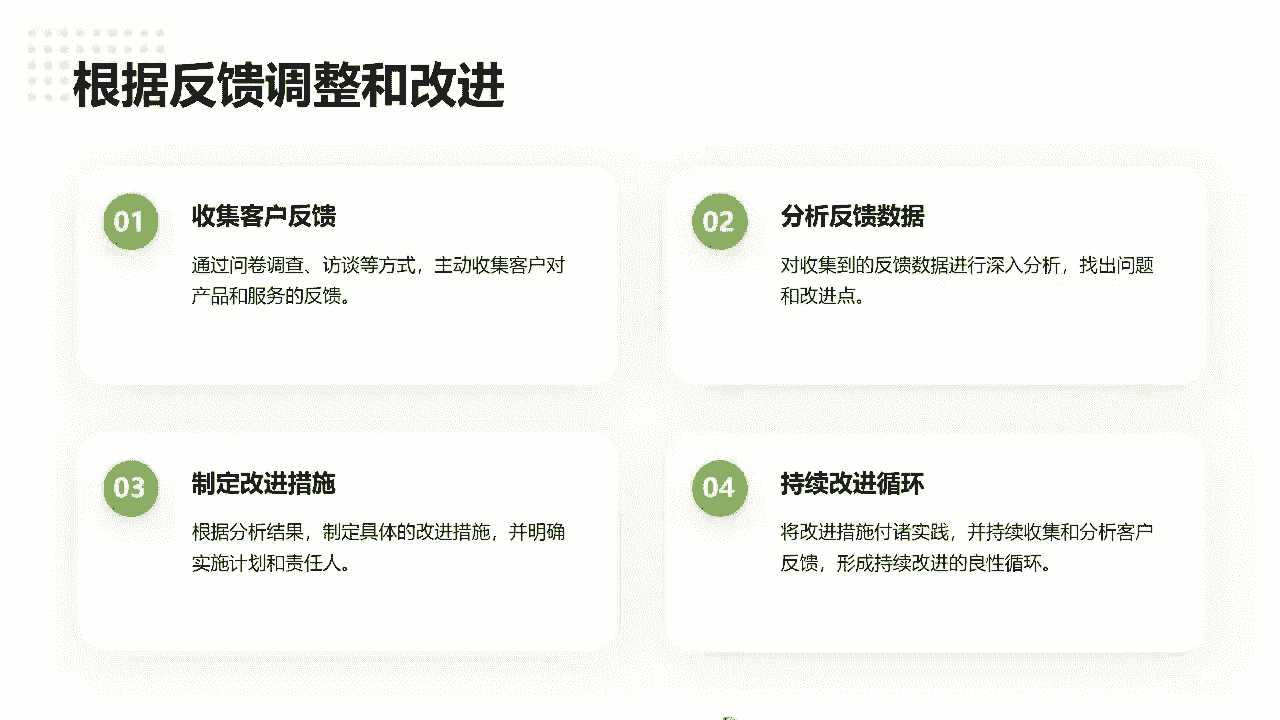 根据反馈调整和改进
01
收集客户反馈
通过问卷调查、访谈等方式，主动收集客户对
产品和服务的反馈。
02
分析反馈数据
对收集到的反馈数据进行深入分析，找出问题
和改进点。
03
制定改进措施
根据分析结果，制定具体的改进措施，并明确
实施计划和责任人。
04
持续改进循环
将改进措施付诸实践，并持续收集和分析客户
反馈，形成持续改进的良性循环。